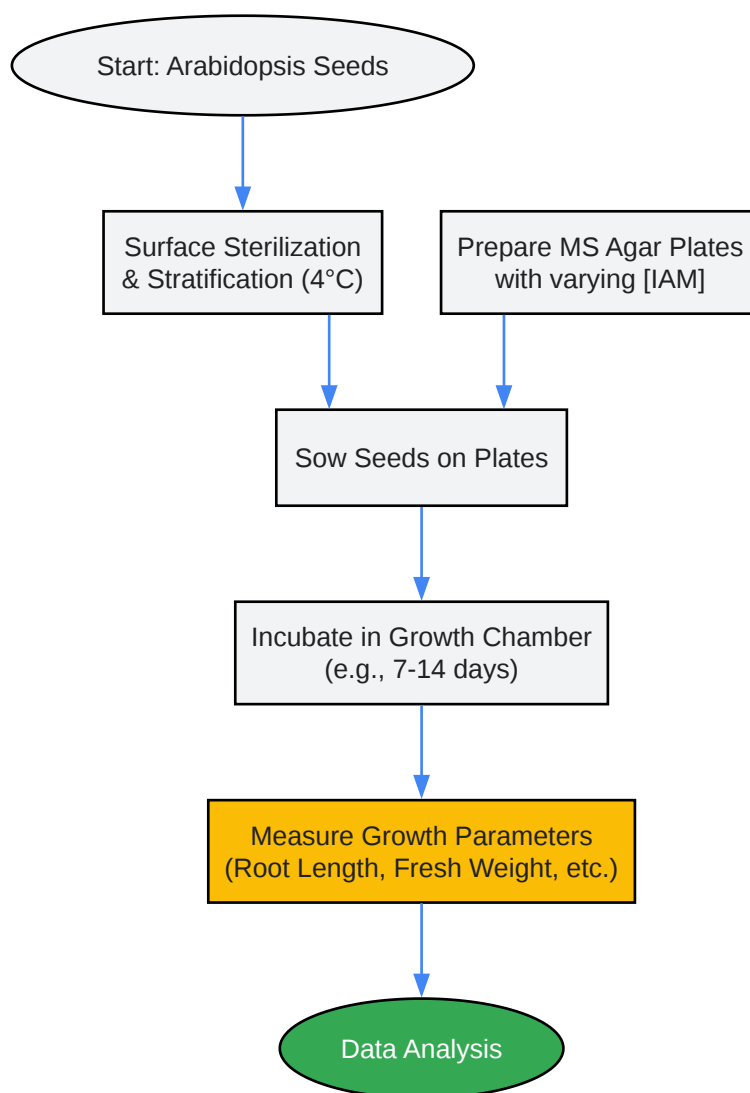 Start: Arabidopsis Seeds
Surface Sterilization
& Stratification (4°C)
Prepare MS Agar Plates
with varying [IAM]
Sow Seeds on Plates
Incubate in Growth Chamber
(e.g., 7-14 days)
Measure Growth Parameters
(Root Length, Fresh Weight, etc.)
Data Analysis